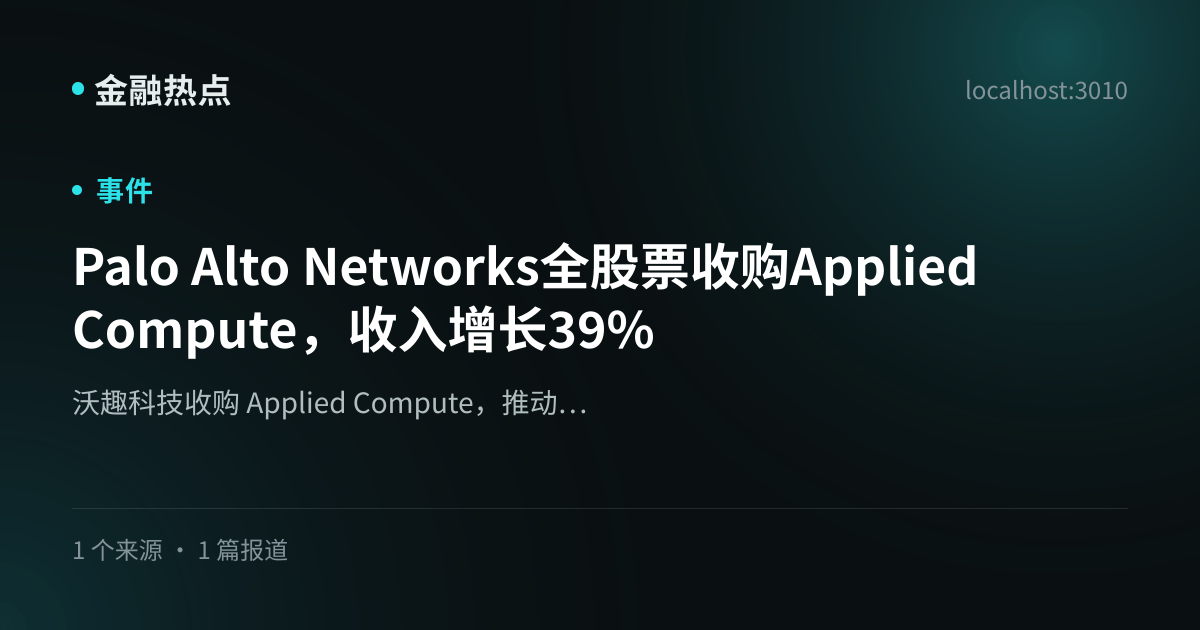 金融热点
localhost:3010
事件
Palo Alto Networks全股票收购Applied
Compute，收入增长39%
沃趣科技收购 Applied Compute，推动…
1 个来源 • 1 篇报道